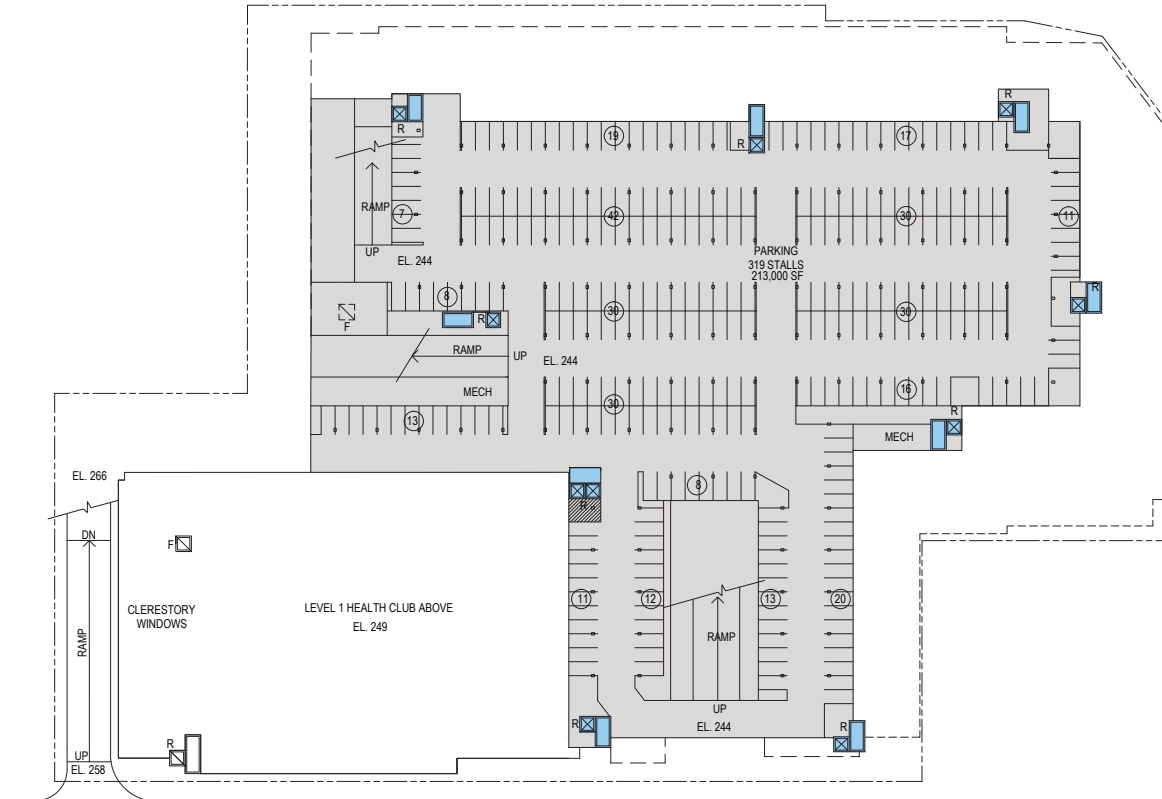 R
R
R
19
R
17
RAMP
7
42
30
11
UP
EL. 244
PARKING
319 STALLS
213,000 SF
8
R
R
F
30
30
RAMP
UP
EL. 244
MECH
16
13
30
R
MECH
EL. 266
8
R
DN
F
RAMP
CLERESTORY
WINDOWS
LEVEL 1 HEALTH CLUB ABOVE
EL. 249
11
12
13
20
RAMP
UP
EL. 244
R
R
R
UP
EL. 258